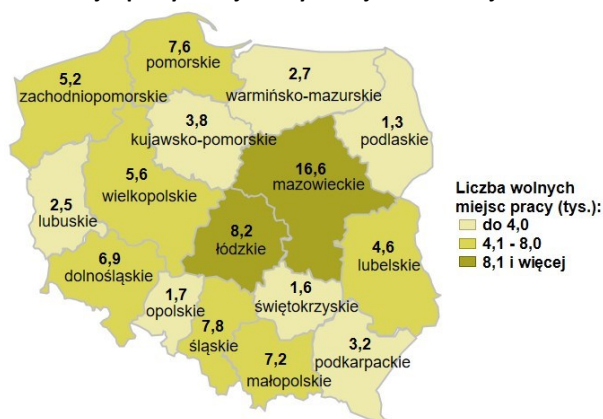 7,6
pomorskie
5,2
zachodniopomorskie
2,7
warmińsko-mazurskie
3,8
kujawsko-pomorskie
1,3
podlaskie
16,6
mazowieckie
5,6
wielkopolskie
2,5
lubuskie
8,2
łódzkie
4,6
lubelskie
6,9
dolnośląskie
1,7
opolskie
1,6
świętokrzyskie
7,8
śląskie
7,2
małopolskie
3,2
podkarpackie
Liczba wolnych
miejsc pracy (tys.):
do 4,0
4,1 - 8,0
8,1 i więcej